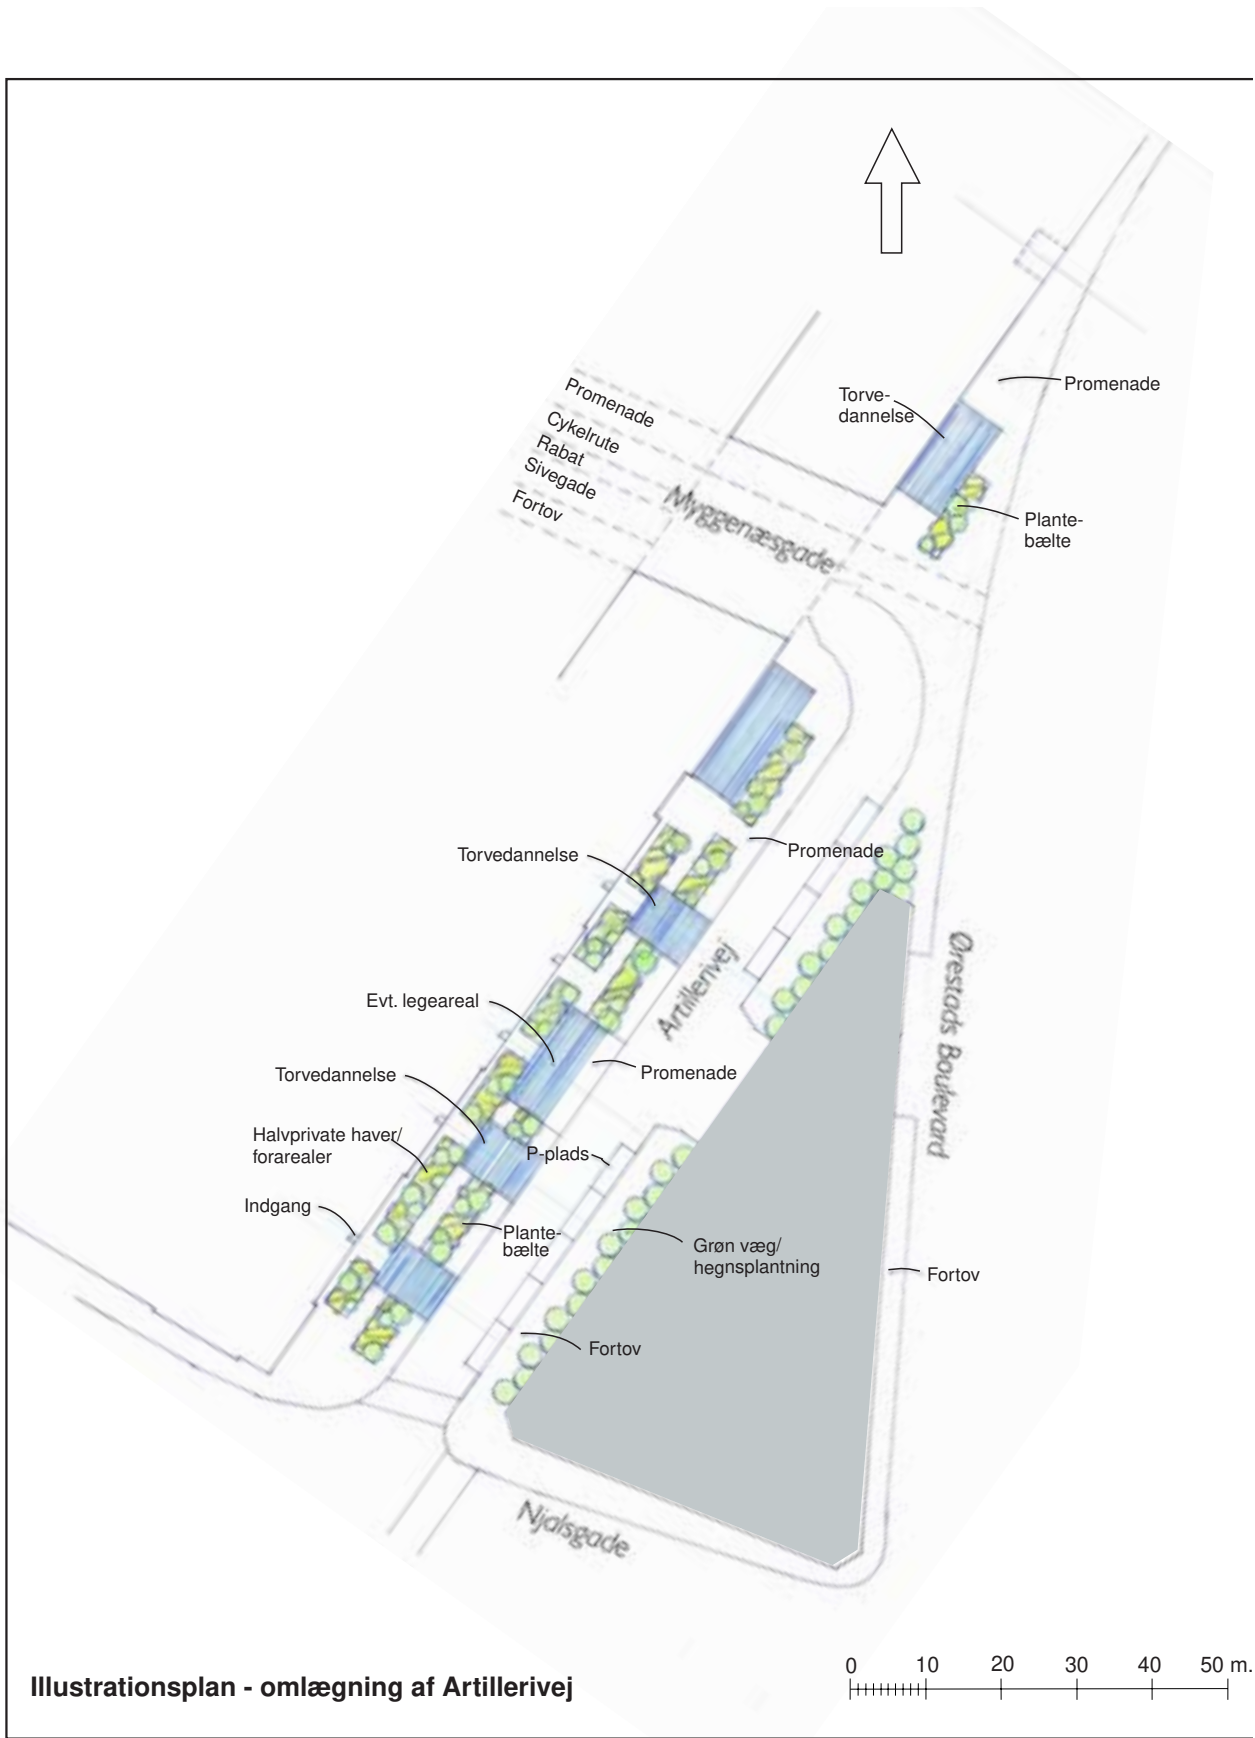 Promenade
Torve-
dannelse
Promenade
Cykelrute
Rabat
Sivegade
Fortov
Myggenæsgade
Plante-
bælte
Torvedannelse
Promenade
Artillerivej
Ørestads Boulevard
Evt. legeareal
Promenade
Torvedannelse
Halvprivate haver/
forarealer
P-plads
Indgang
Plante-
bælte
Grøn væg/
hegnsplantning
Fortov
Fortov
Njalsgade
Illustrationsplan - omlægning af Artillerivej
0 10 20 30 40 50 m.